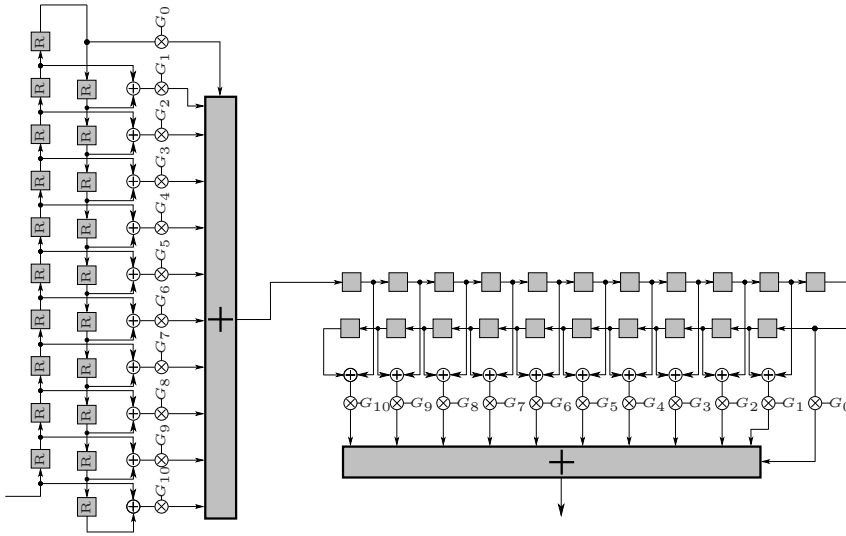 G₀
R
G₁
R R
G₂
R R
G₃
R R
G₄
R R
G₅
R R
G₆
R R
G₇
R R
G₈
R R
G₉
R R
G₁₀
R
G₁₀ G₉ G₈ G₇ G₆ G₅ G₄ G₃ G₂ G₁ G₀